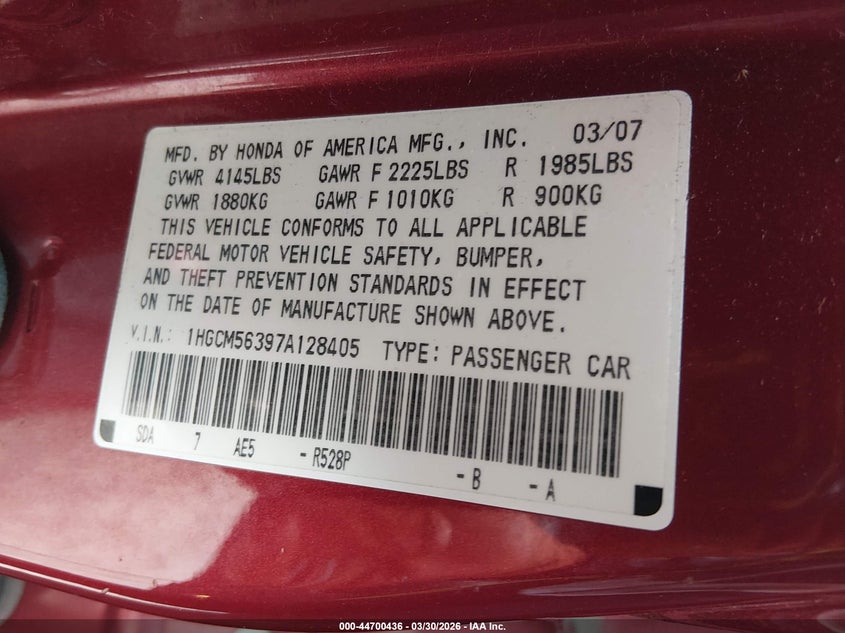 MFD. BY HONDA OF AMERICA MFG., INC. 03/07
GVWR 4145LBS GAWR F 2225LBS R 1985LBS
GVWR 1880KG GAWR F 1010KG R 900KG
THIS VEHICLE CONFORMS TO ALL APPLICABLE
FEDERAL MOTOR VEHICLE SAFETY, BUMPER,
AND THEFT PREVENTION STANDARDS IN EFFECT
ON THE DATE OF MANUFACTURE SHOWN ABOVE.
V.I.N.: 1HGCM56397A128405 TYPE: PASSENGER CAR
SDA 7 AE5 - R528P - B - A
000-44700436 - 03/30/2026 - IAA Inc.